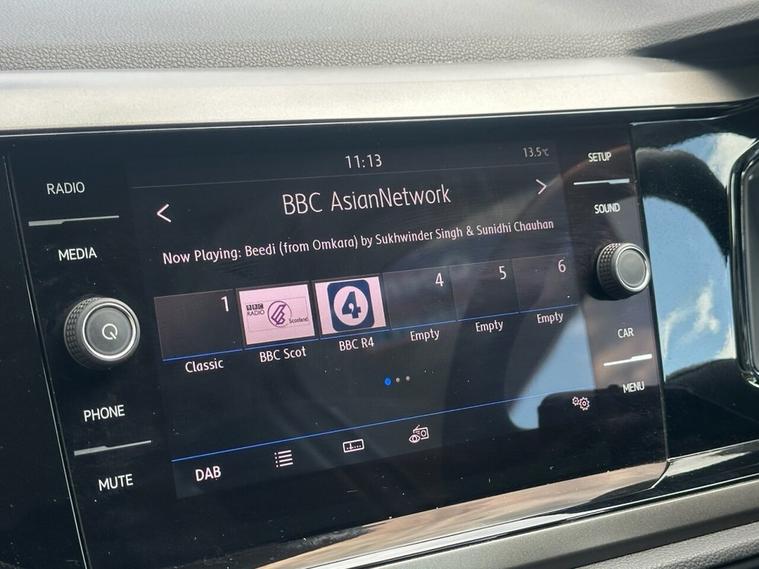 11:13
13.5°C
RADIO
SETUP
BBC AsianNetwork
SOUND
MEDIA
Now Playing: Beedi (from Omkara) by Sukhwinder Singh & Sunidhi Chauhan
1
BBC
RADIO
Scotland
4
4
5
6
Classic
BBC Scot
BBC R4
Empty
Empty
Empty
CAR
PHONE
MENU
MUTE
DAB